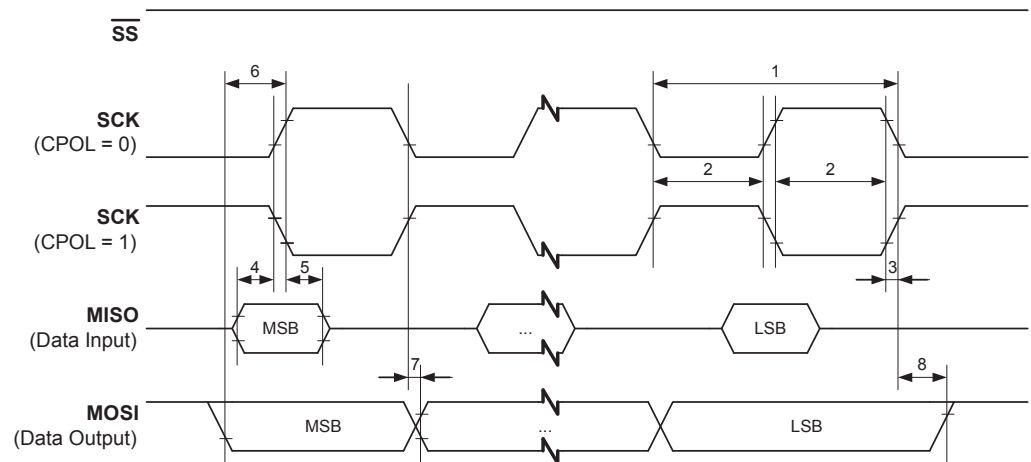 SS
6
1
SCK
(CPOL = 0)
2
2
SCK
(CPOL = 1)
4
5
3
MISO
(Data Input)
MSB
...
LSB
7
8
MOSI
(Data Output)
MSB
...
LSB